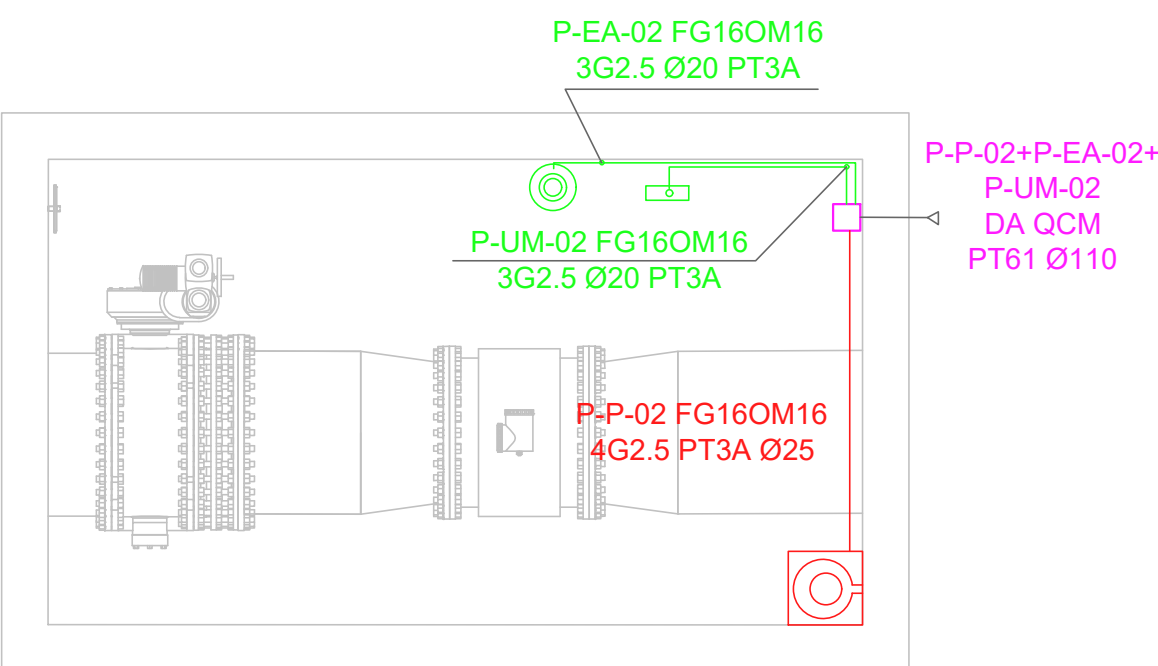 P-EA-02 FG16OM16
3G2.5 Ø20 PT3A
P-P-02+P-EA-02+
P-UM-02
DA QCM
PT61 Ø110
P-UM-02 FG16OM16
3G2.5 Ø20 PT3A
P-P-02 FG16OM16
4G2.5 PT3A Ø25